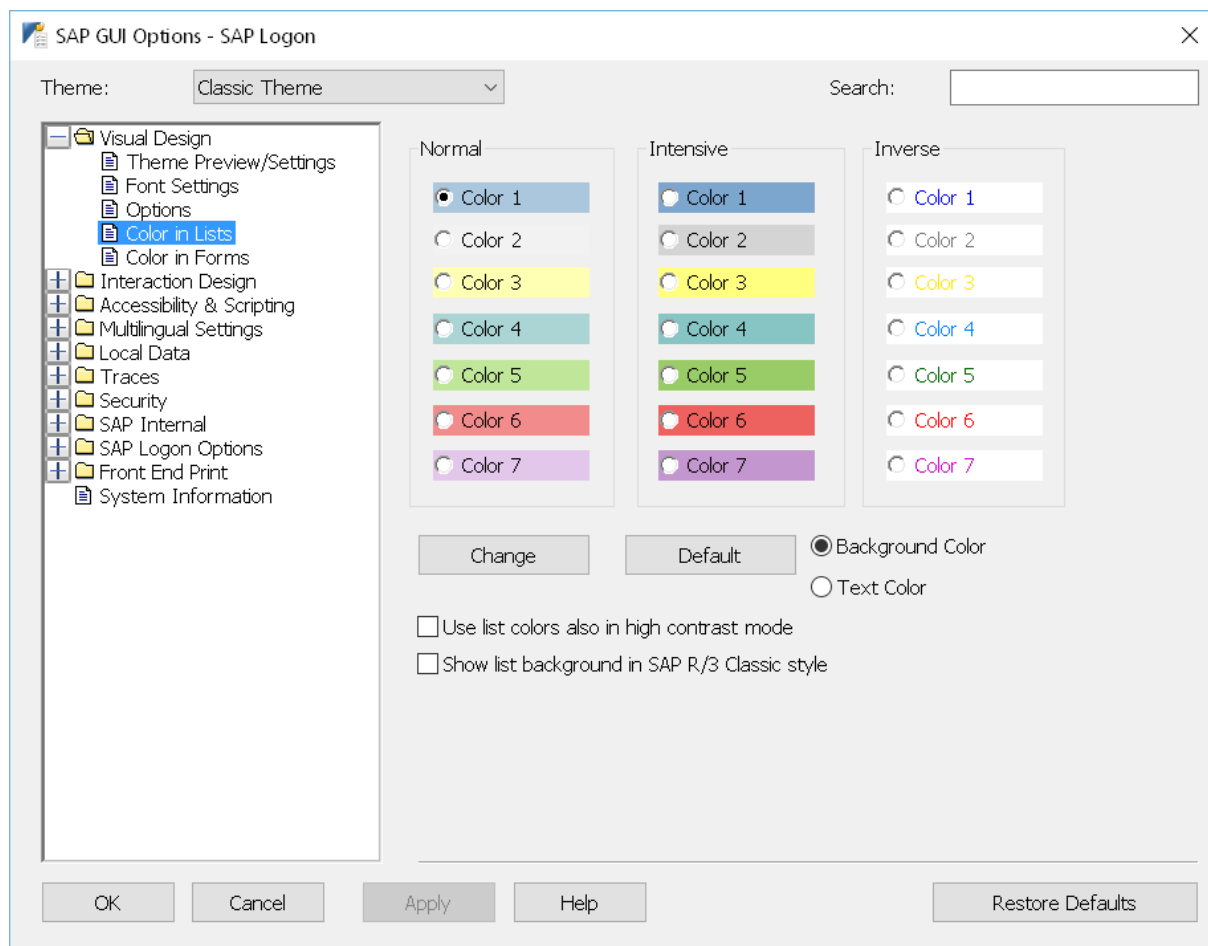 SAP GUI Options - SAP Logon
Theme: Classic Theme Search:
Visual Design
Theme Preview/Settings
Font Settings
Options
Color in Lists
Color in Forms
Interaction Design
Accessibility & Scripting
Multilingual Settings
Local Data
Traces
Security
SAP Internal
SAP Logon Options
Front End Print
System Information
Normal
Color 1
Color 2
Color 3
Color 4
Color 5
Color 6
Color 7
Intensive
Color 1
Color 2
Color 3
Color 4
Color 5
Color 6
Color 7
Inverse
Color 1
Color 2
Color 3
Color 4
Color 5
Color 6
Color 7
Change Default Background Color
Text Color
Use list colors also in high contrast mode
Show list background in SAP R/3 Classic style
OK Cancel Apply Help Restore Defaults